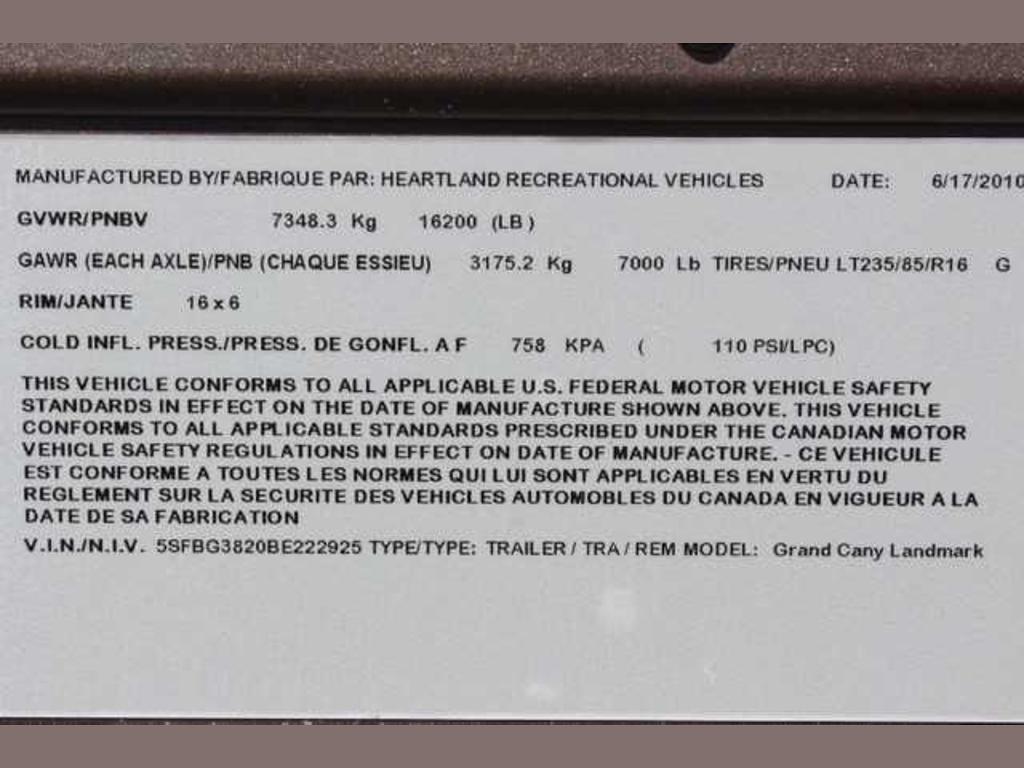 MANUFACTURED BY/FABRIQUE PAR: HEARTLAND RECREATIONAL VEHICLES DATE: 6/17/2010
GVWR/PNBV 7348.3 Kg 16200 (LB)
GAWR (EACH AXLE)/PNB (CHAQUE ESSIEU) 3175.2 Kg 7000 Lb TIRES/PNEU LT235/85/R16 G
RIM/JANTE 16 x 6
COLD INFL. PRESS./PRESS. DE GONFL. A F 758 KPA ( 110 PSI/LPC)
THIS VEHICLE CONFORMS TO ALL APPLICABLE U.S. FEDERAL MOTOR VEHICLE SAFETY
STANDARDS IN EFFECT ON THE DATE OF MANUFACTURE SHOWN ABOVE. THIS VEHICLE
CONFORMS TO ALL APPLICABLE STANDARDS PRESCRIBED UNDER THE CANADIAN MOTOR
VEHICLE SAFETY REGULATIONS IN EFFECT ON DATE OF MANUFACTURE. - CE VEHICULE
EST CONFORME A TOUTES LES NORMES QUI LUI SONT APPLICABLES EN VERTU DU
REGLEMENT SUR LA SECURITE DES VEHICLES AUTOMOBLES DU CANADA EN VIGUEUR A LA
DATE DE SA FABRICATION
V.I.N./N.I.V. 5SFBG3820BE222925 TYPE/TYPE: TRAILER / TRA / REM MODEL: Grand Cany Landmark